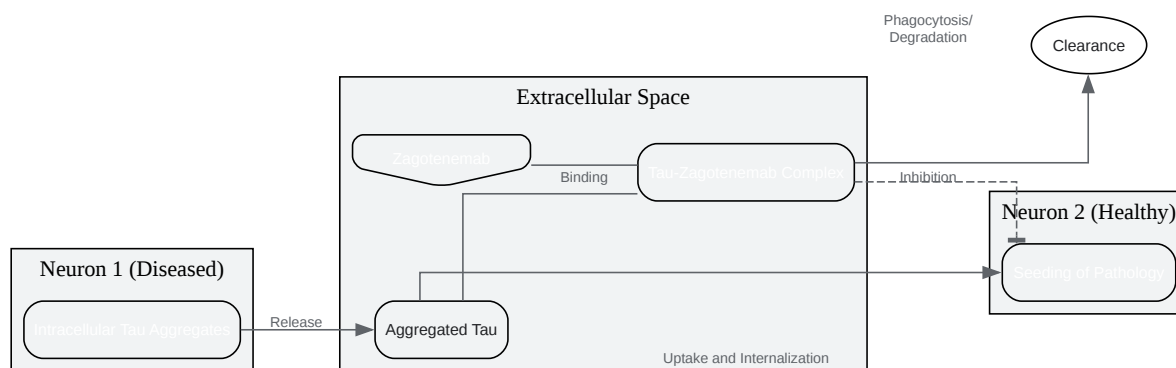 Phagocytosis/
Degradation
Clearance
Extracellular Space
Zagotenemab
Binding
Tau-Zagotenemab Complex
Inhibition
Neuron 2 (Healthy)
Seeding of Pathology
Neuron 1 (Diseased)
Intracellular Tau Aggregates
Release
Aggregated Tau
Uptake and Internalization